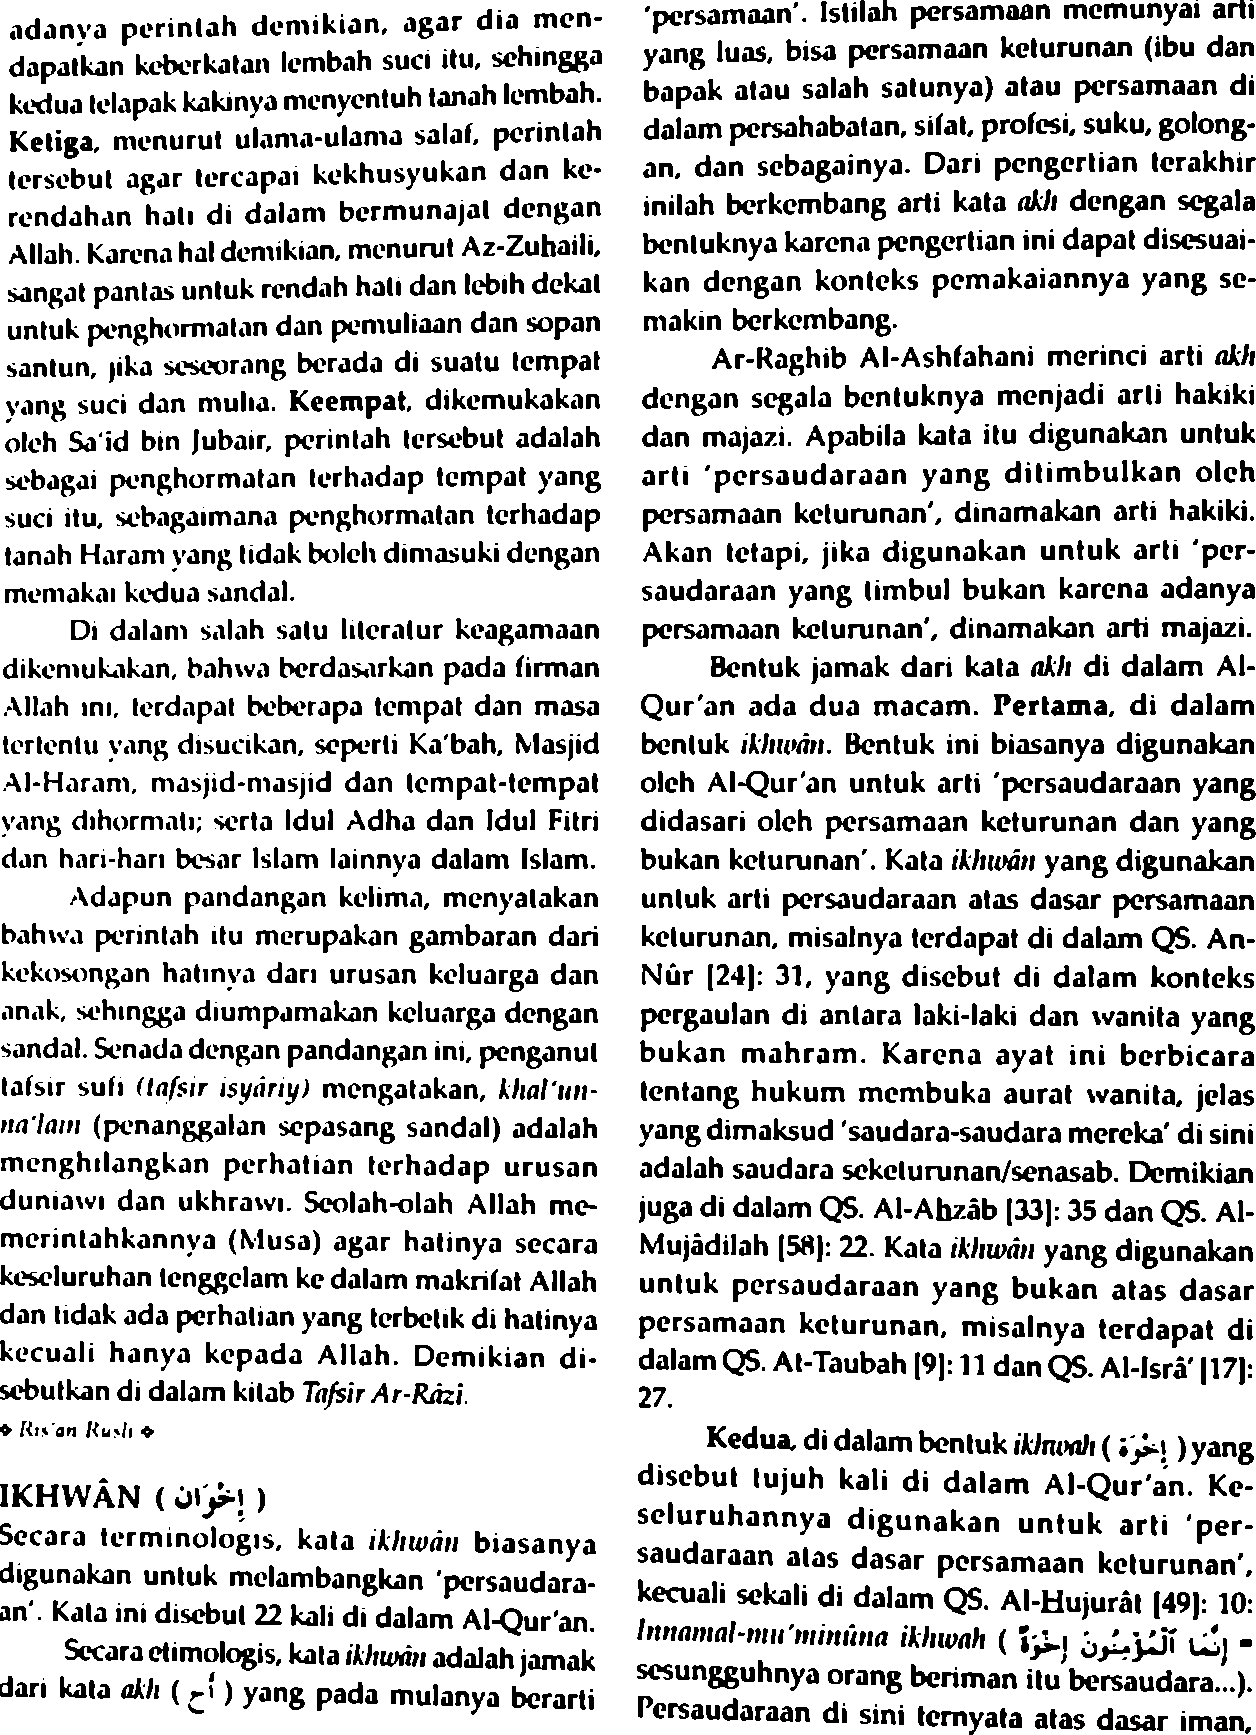 adanya perintah demikian, agar dia men-
dapatkan keberkatan lembah suci itu, sehingga
kedua telapak kakinya menyentuh tanah lembah.
Ketiga, menurut ulama-ulama salaf, perintah
tersebut agar tercapai kekhusyukan dan ke-
rendahan hati di dalam bermunajat dengan
Allah. Karena hal demikian, menurut Az-Zuhaili,
sangat pantas untuk rendah hati dan lebih dekat
untuk penghormatan dan pemuliaan dan sopan
santun, jika seseorang berada di suatu tempat
yang suci dan mulia. Keempat, dikemukakan
oleh Sa'id bin Jubair, perintah tersebut adalah
sebagai penghormatan terhadap tempat yang
suci itu, sebagaimana penghormatan terhadap
tanah Haram yang tidak boleh dimasuki dengan
memakai kedua sandal.
Di dalam salah satu literatur keagamaan
dikemukakan, bahwa berdasarkan pada firman
Allah ini, terdapat beberapa tempat dan masa
tertentu yang disucikan, seperti Ka'bah, Masjid
Al-Haram, masjid-masjid dan tempat-tempat
yang dihormati; serta Idul Adha dan Idul Fitri
dan hari-hari besar Islam lainnya dalam Islam.
Adapun pandangan kelima, menyatakan
bahwa perintah itu merupakan gambaran dari
kekosongan hatinya dari urusan keluarga dan
anak, sehingga diumpamakan keluarga dengan
sandal. Senada dengan pandangan ini, penganut
tafsir sufi (tafsir isyâriy) mengatakan, khal'un-
na'lain (penanggalan sepasang sandal) adalah
menghilangkan perhatian terhadap urusan
duniawi dan ukhrawi. Seolah-olah Allah me-
merintahkannya (Musa) agar hatinya secara
keseluruhan tenggelam ke dalam makrifat Allah
dan tidak ada perhatian yang terbetik di hatinya
kecuali hanya kepada Allah. Demikian di-
sebutkan di dalam kitab Tafsir Ar-Râzi.
❖ Ris'an Rusli ❖
IKHWÂN ( إِخْوَان )
Secara terminologis, kata ikhwân biasanya
digunakan untuk melambangkan 'persaudara-
an'. Kata ini disebut 22 kali di dalam Al-Qur'an.
Secara etimologis, kata ikhwân adalah jamak
dari kata akh ( أَخ ) yang pada mulanya berarti
'persamaan'. Istilah persamaan memunyai arti
yang luas, bisa persamaan keturunan (ibu dan
bapak atau salah satunya) atau persamaan di
dalam persahabatan, sifat, profesi, suku, golong-
an, dan sebagainya. Dari pengertian terakhir
inilah berkembang arti kata akh dengan segala
bentuknya karena pengertian ini dapat disesuai-
kan dengan konteks pemakaiannya yang se-
makin berkembang.
Ar-Raghib Al-Ashfahani merinci arti akh
dengan segala bentuknya menjadi arti hakiki
dan majazi. Apabila kata itu digunakan untuk
arti 'persaudaraan yang ditimbulkan oleh
persamaan keturunan', dinamakan arti hakiki.
Akan tetapi, jika digunakan untuk arti 'per-
saudaraan yang timbul bukan karena adanya
persamaan keturunan', dinamakan arti majazi.
Bentuk jamak dari kata akh di dalam Al-
Qur'an ada dua macam. Pertama, di dalam
bentuk ikhwân. Bentuk ini biasanya digunakan
oleh Al-Qur'an untuk arti 'persaudaraan yang
didasari oleh persamaan keturunan dan yang
bukan keturunan'. Kata ikhwân yang digunakan
untuk arti persaudaraan atas dasar persamaan
keturunan, misalnya terdapat di dalam QS. An-
Nûr [24]: 31, yang disebut di dalam konteks
pergaulan di antara laki-laki dan wanita yang
bukan mahram. Karena ayat ini berbicara
tentang hukum membuka aurat wanita, jelas
yang dimaksud 'saudara-saudara mereka' di sini
adalah saudara seketurunan/senasab. Demikian
juga di dalam QS. Al-Ahzâb [33]: 35 dan QS. Al-
Mujâdilah [58]: 22. Kata ikhwân yang digunakan
untuk persaudaraan yang bukan atas dasar
persamaan keturunan, misalnya terdapat di
dalam QS. At-Taubah [9]: 11 dan QS. Al-Isrâ' [17]:
27.
Kedua, di dalam bentuk ikhwah ( إِخْوَة ) yang
disebut tujuh kali di dalam Al-Qur'an. Ke-
seluruhannya digunakan untuk arti 'per-
saudaraan atas dasar persamaan keturunan',
kecuali sekali di dalam QS. Al-Hujurât [49]: 10:
Innamal-mu'minûna ikhwah ( إِنَّمَا الْمُؤْمِنُونَ إِخْوَةٌ =
sesungguhnya orang beriman itu bersaudara...).
Persaudaraan di sini ternyata atas dasar iman,